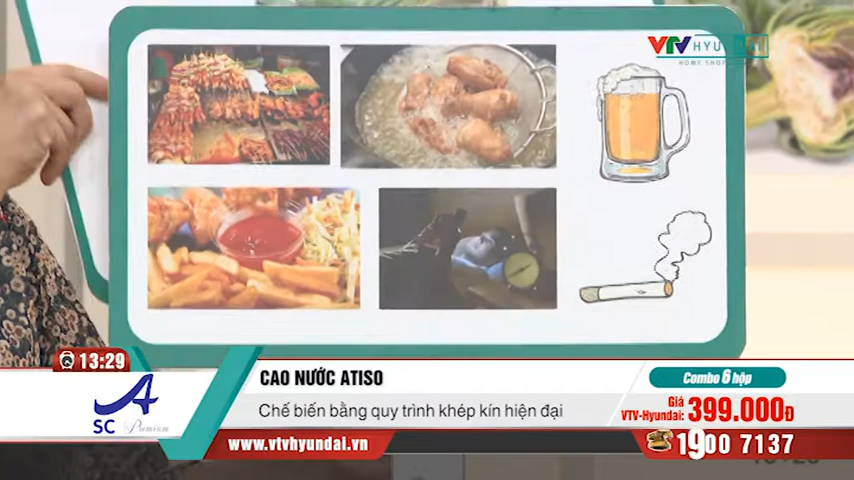 VTV HYUNDAI
HOME SHOPPING
13:29
CAO NƯỚC ATISO
Chế biến bằng quy trình khép kín hiện đại
Combo 6 hộp
Giá
VTV-Hyundai: 399.000Đ
A
SC Premium
www.vtvhyundai.vn
1900 7137